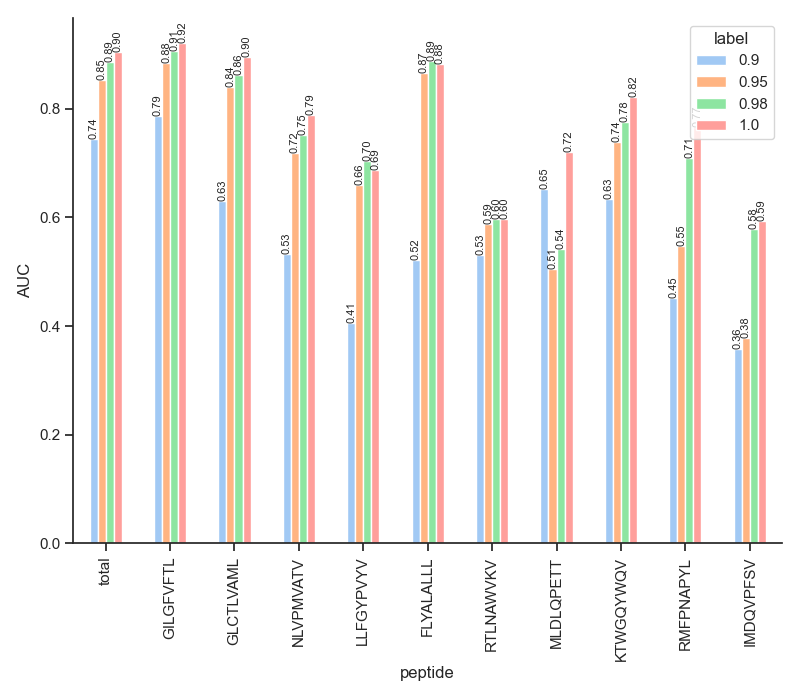 label
0.9
0.95
0.98
1.0
AUC
0.8
0.6
0.4
0.2
0.0
0.74 0.85 0.89 0.90
0.79 0.88 0.91 0.92
0.63 0.84 0.86 0.90
0.53 0.72 0.75 0.79
0.41 0.66 0.70 0.69
0.52 0.87 0.89 0.88
0.53 0.59 0.60 0.60
0.65 0.51 0.54 0.72
0.63 0.74 0.78 0.82
0.45 0.55 0.71 0.77
0.36 0.38 0.58 0.59
total
GILGFVFTL
GLCTLVAML
NLVPMVATV
LLFGYPVYV
FLYALALLL
RTLNAWVKV
MLDLQPETT
KTWGQYWQV
RMFPNAPYL
IMDQVPFSV
peptide